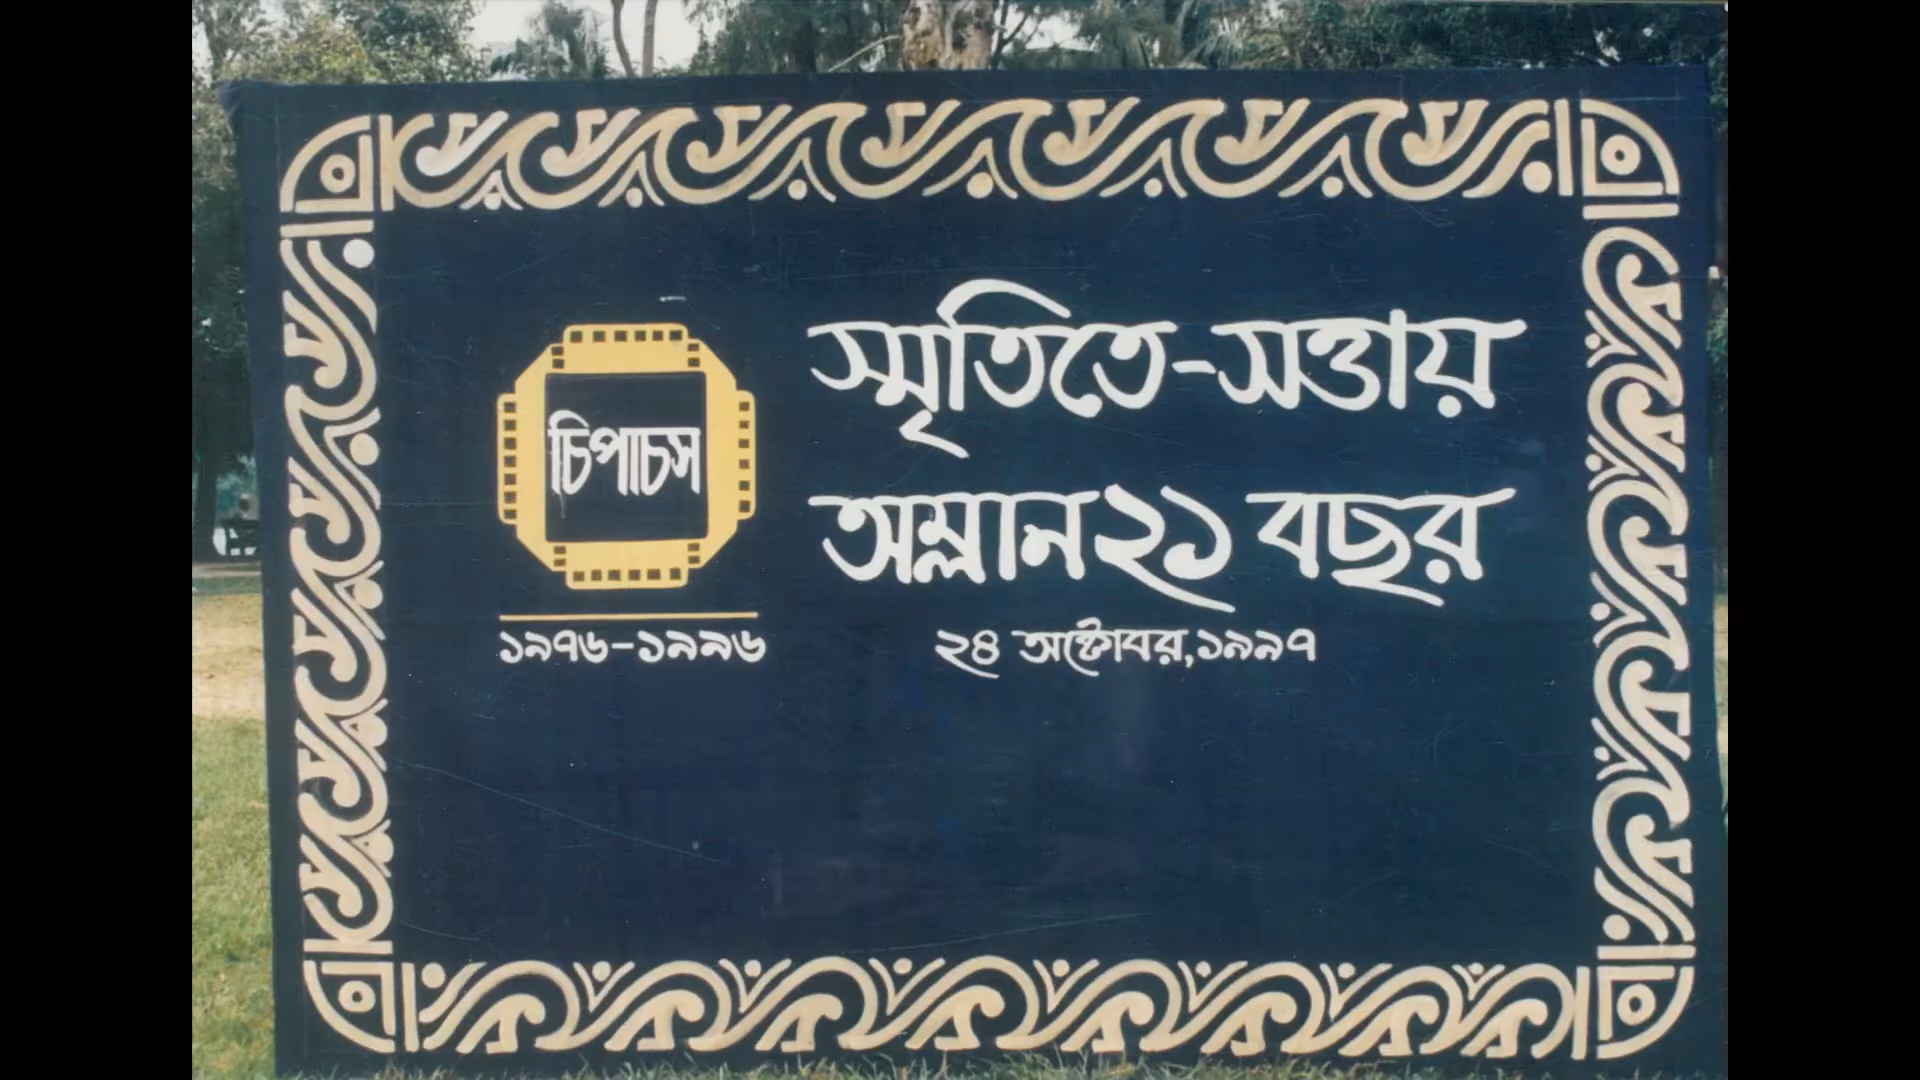 চিপাচস
১৯৭৬-১৯৯৬
স্মৃতিতে-সত্তায়
অম্লান ২১ বছর
২৪ অক্টোবর, ১৯৯৭